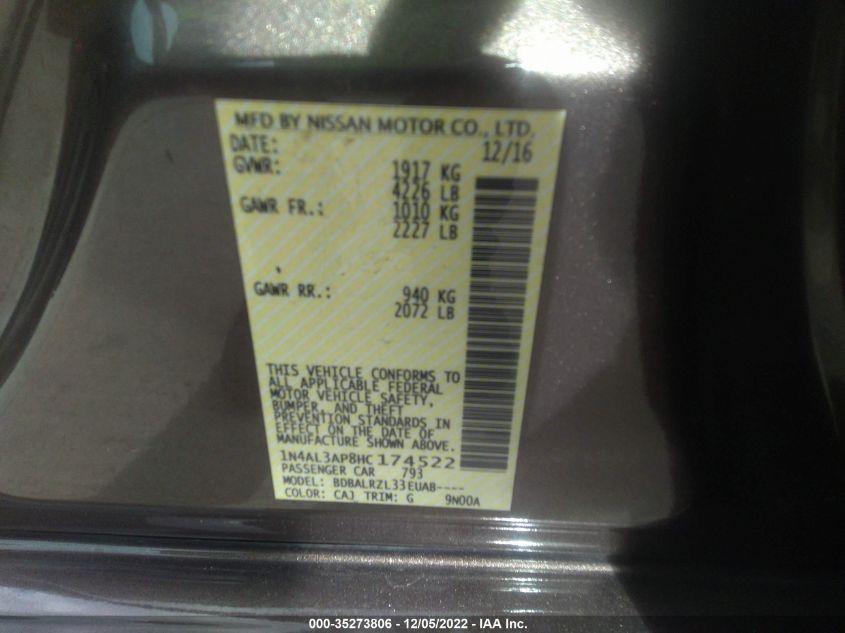 MFD BY NISSAN MOTOR CO., LTD.
DATE: 12/16
GVWR: 1917 KG
4226 LB
GAWR FR.: 1010 KG
2227 LB
GAWR RR.: 940 KG
2072 LB
THIS VEHICLE CONFORMS TO
ALL APPLICABLE FEDERAL
MOTOR VEHICLE SAFETY,
BUMPER, AND THEFT
PREVENTION STANDARDS IN
EFFECT ON THE DATE OF
MANUFACTURE SHOWN ABOVE.
1N4AL3AP8HC174522
PASSENGER CAR 793
MODEL: BDBALRZL33EUAB----
COLOR: CAJ TRIM: G 9N00A
000-35273806 - 12/05/2022 - IAA Inc.